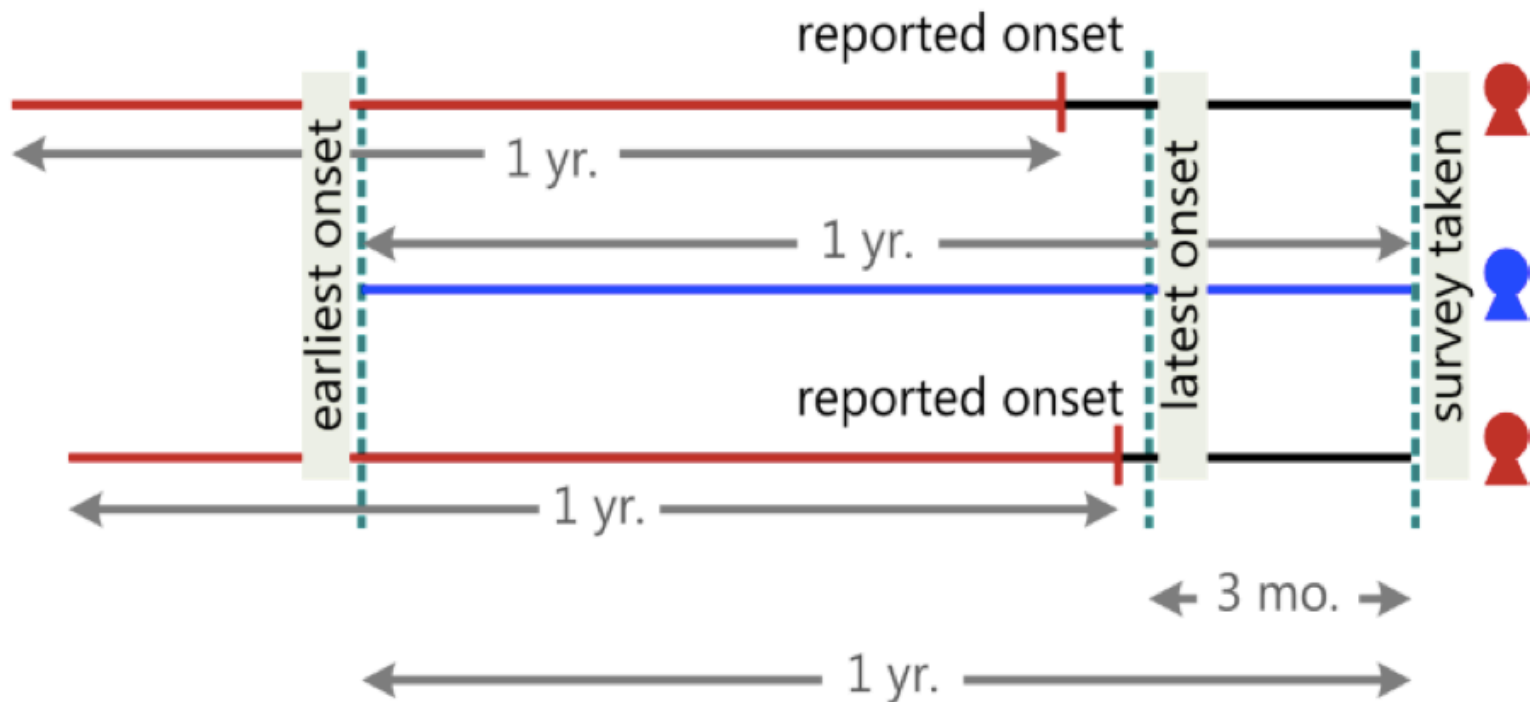 reported onset
1 yr.
earliest onset
1 yr.
latest onset
survey taken
reported onset
1 yr.
3 mo.
1 yr.